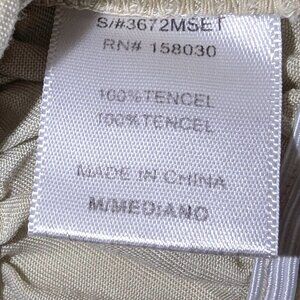 S/#3672MSET
RN# 158030
100%TENCEL
100%TENCEL
MADE IN CHINA
M/MEDIANO